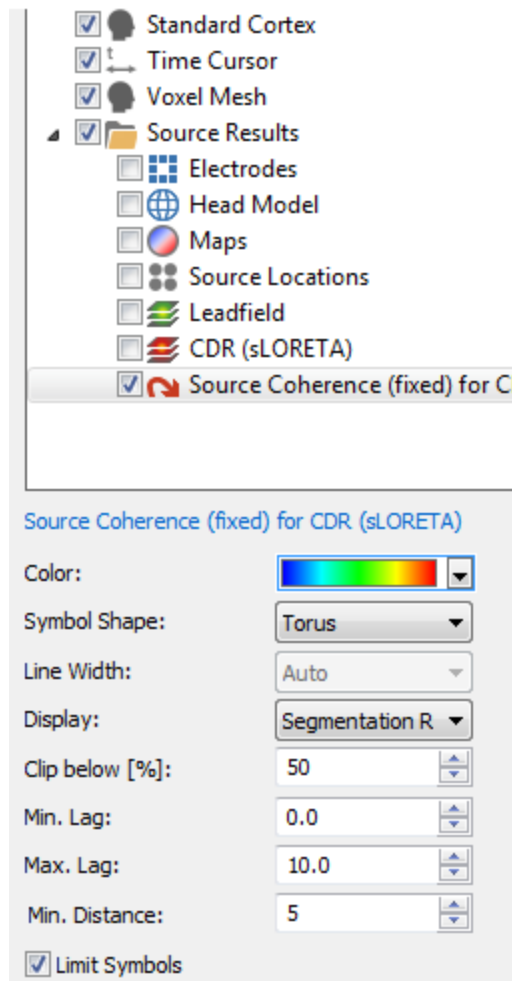 Standard Cortex
t Time Cursor
Voxel Mesh
Source Results
Electrodes
Head Model
Maps
Source Locations
Leadfield
CDR (sLORETA)
Source Coherence (fixed) for C
Source Coherence (fixed) for CDR (sLORETA)
Color:
Symbol Shape: Torus
Line Width: Auto
Display: Segmentation R
Clip below [%]: 50
Min. Lag: 0.0
Max. Lag: 10.0
Min. Distance: 5
Limit Symbols